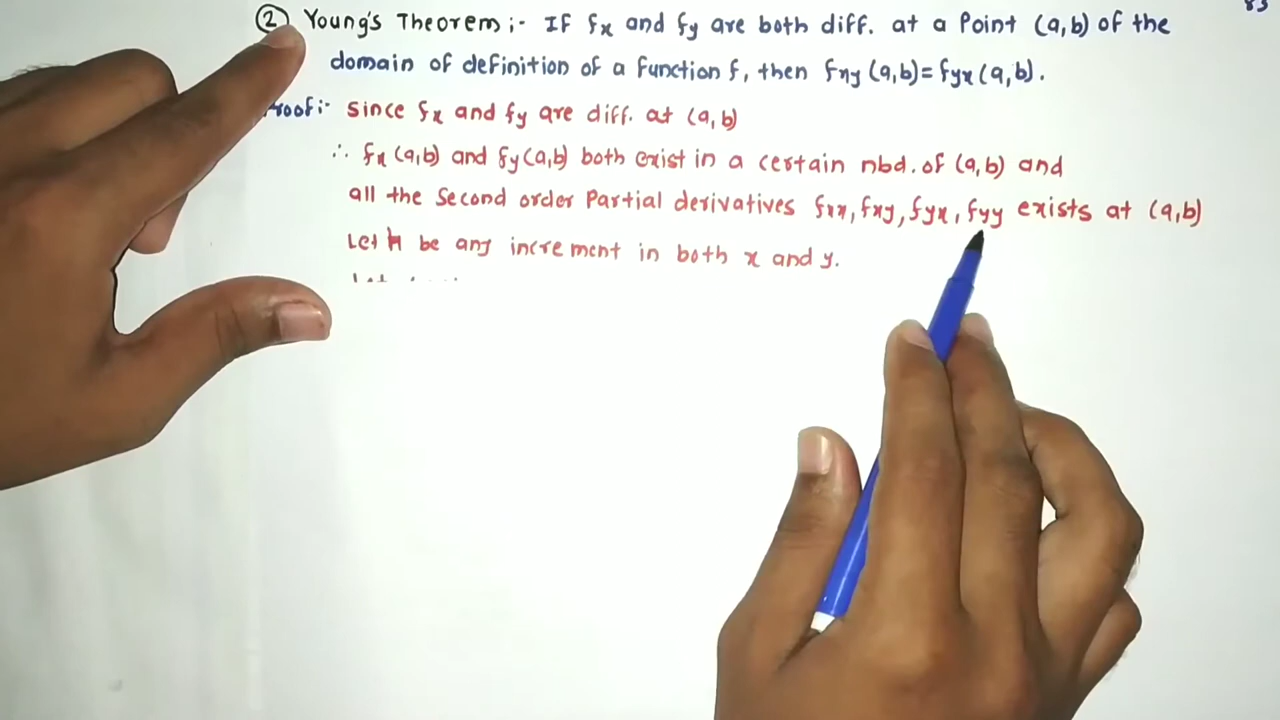 83
② Young's Theorem:- If fx and fy are both diff. at a Point (a,b) of the
domain of definition of a function f, then fxy (a,b) = fyx (a,b).
Proof:- since fx and fy are diff. at (a,b)
∴ fx (a,b) and fy (a,b) both exist in a certain nbd. of (a,b) and
all the second order Partial derivatives fxx, fxy, fyx, fyy exists at (a,b)
Let h be any increment in both x and y.